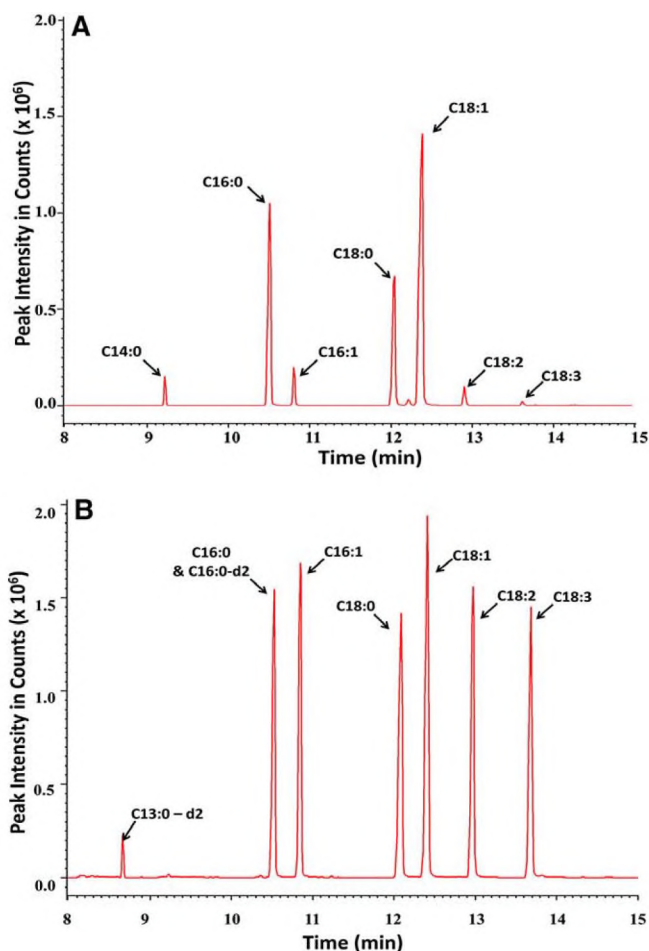 A
2.0
1.5
1.0
0.5
0.0
Peak Intensity in Counts (x 10⁶)
C14:0
C16:0
C16:1
C18:0
C18:1
C18:2
C18:3
8 9 10 11 12 13 14 15
Time (min)
B
2.0
1.5
1.0
0.5
0.0
Peak Intensity in Counts (x 10⁶)
C13:0 – d2
C16:0
& C16:0-d2
C16:1
C18:0
C18:1
C18:2
C18:3
8 9 10 11 12 13 14 15
Time (min)